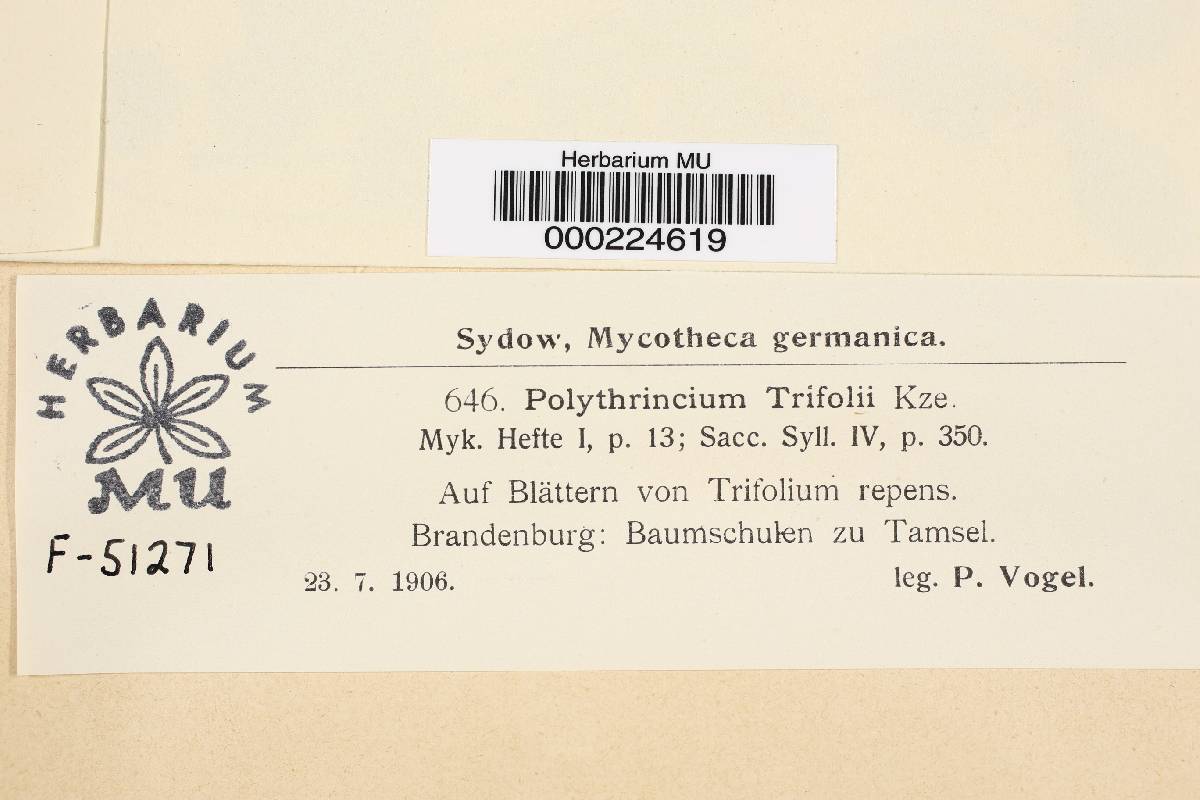 Herbarium MU
000224619
HERBARIUM
MU
F-51271
Sydow, Mycotheca germanica.
646. Polythrincium Trifolii Kze.
Myk. Hefte I, p. 13; Sacc. Syll. IV, p. 350.
Auf Blättern von Trifolium repens.
Brandenburg: Baumschulen zu Tamsel.
23. 7. 1906. leg. P. Vogel.